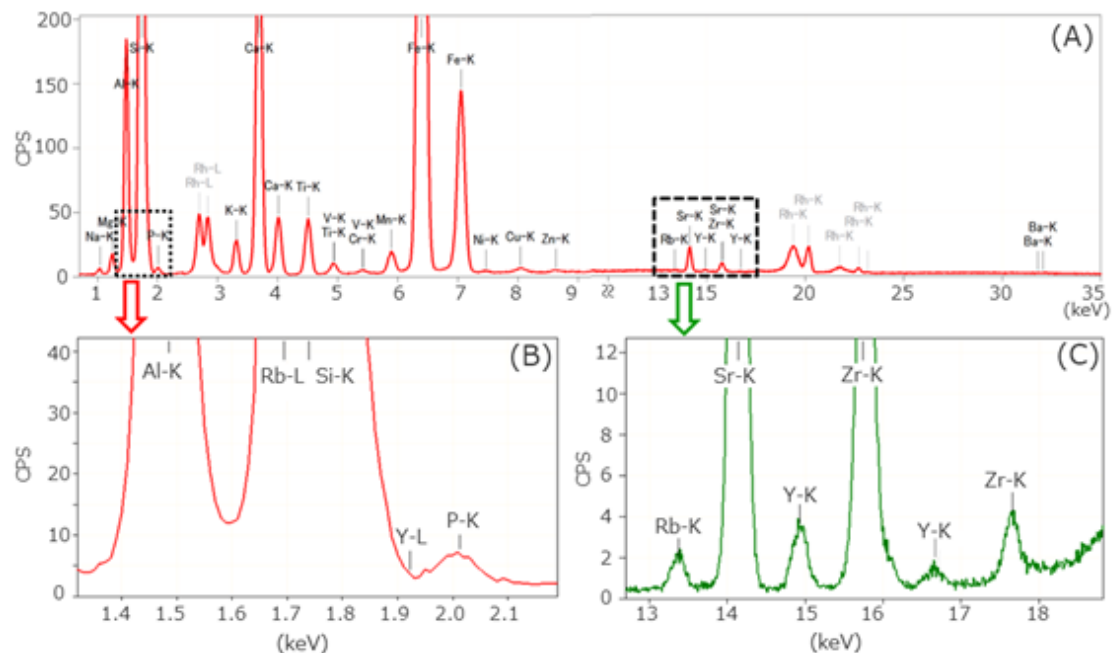 (A)
CPS
200
150
100
50
0
Na-K
Mg-K
Al-K
Si-K
P-K
Rh-L
Rh-L
K-K
Ca-K
Ca-K
Ti-K
V-K
Ti-K
V-K
Cr-K
Mn-K
Fe-K
Fe-K
Ni-K
Cu-K
Zn-K
Rb-K
Sr-K
Y-K
Sr-K
Zr-K
Y-K
Rh-K
Rh-K
Rh-K
Rh-K
Rh-K
Ba-K
Ba-K
1 2 3 4 5 6 7 8 9 13 15 20 25 30 35
(keV)
(B)
CPS
40
30
20
10
0
Al-K
Rb-L
Si-K
Y-L
P-K
1.4 1.5 1.6 1.7 1.8 1.9 2.0 2.1
(keV)
(C)
CPS
12
10
8
6
4
2
0
Rb-K
Sr-K
Y-K
Zr-K
Y-K
Zr-K
13 14 15 16 17 18
(keV)